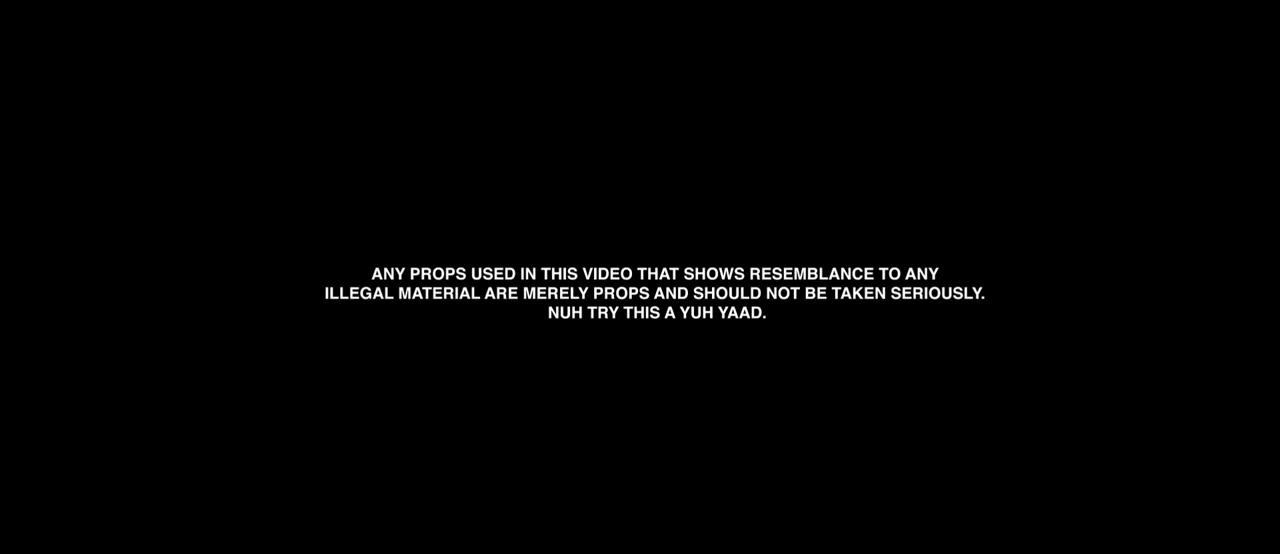 ANY PROPS USED IN THIS VIDEO THAT SHOWS RESEMBLANCE TO ANY
ILLEGAL MATERIAL ARE MERELY PROPS AND SHOULD NOT BE TAKEN SERIOUSLY.
NUH TRY THIS A YUH YAAD.